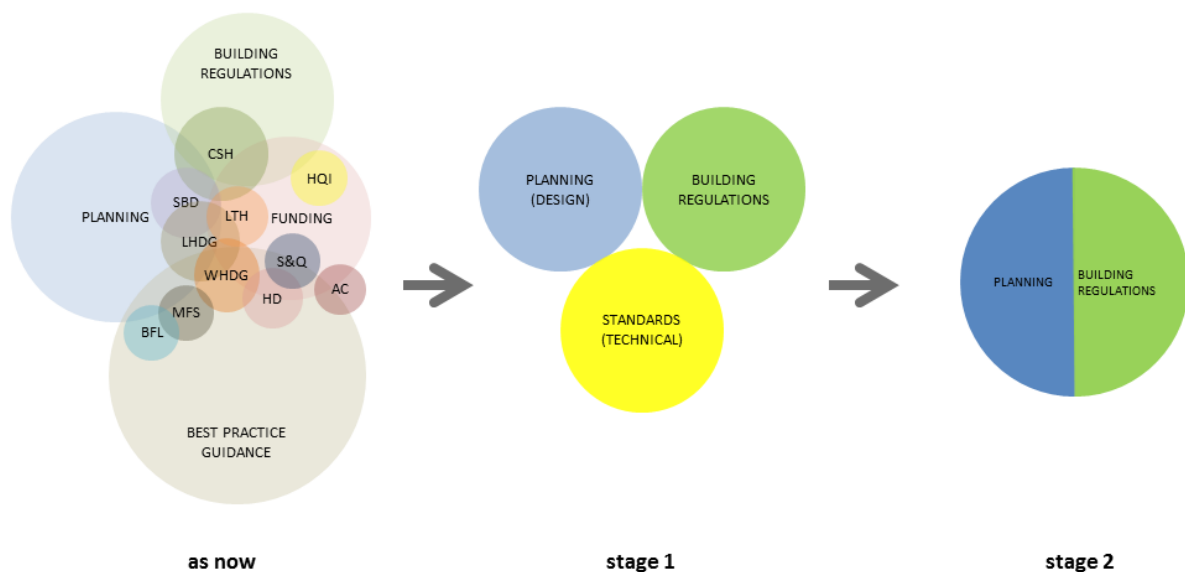 BUILDING
REGULATIONS
CSH
HQI
SBD
PLANNING
LTH
FUNDING
LHDG
WHDG
S&Q
HD
AC
MFS
BFL
BEST PRACTICE
GUIDANCE
as now
PLANNING
(DESIGN)
BUILDING
REGULATIONS
STANDARDS
(TECHNICAL)
stage 1
PLANNING
BUILDING
REGULATIONS
stage 2